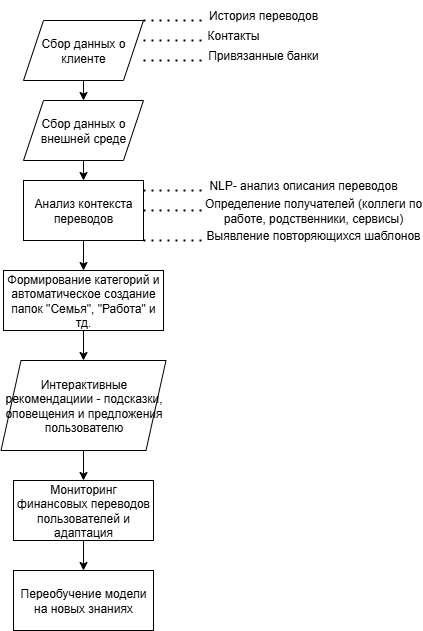 История переводов
Сбор данных о
клиенте
Контакты
Привязанные банки
Сбор данных о
внешней среде
Анализ контекста
переводов
NLP- анализ описания переводов
Определение получателей (коллеги по
работе, родственники, сервисы)
Выявление повторяющихся шаблонов
Формирование категорий и
автоматическое создание
папок "Семья", "Работа" и
тд.
Интерактивные
рекомендациии - подсказки,
оповещения и предложения
пользователю
Мониторинг
финансовых переводов
пользователей и
адаптация
Переобучение модели
на новых знаниях